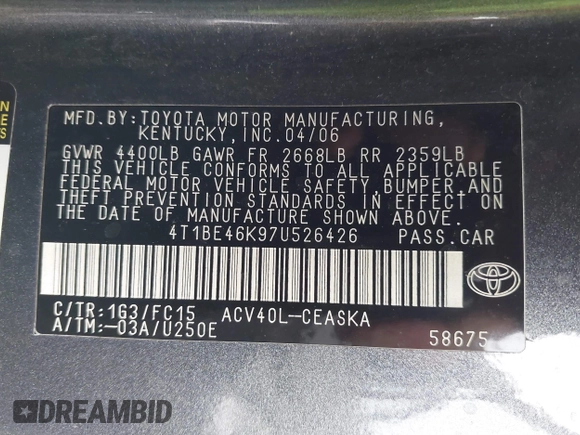 MFD.BY:TOYOTA MOTOR MANUFACTURING,
KENTUCKY,INC.04/06
GVWR 4400LB GAWR FR 2668LB RR 2359LB
THIS VEHICLE CONFORMS TO ALL APPLICABLE
FEDERAL MOTOR VEHICLE SAFETY,BUMPER,AND
THEFT PREVENTION STANDARDS IN EFFECT ON
THE DATE OF MANUFACTURE SHOWN ABOVE.
4T1BE46K97U526426 PASS.CAR
C/TR:1G3/FC15 ACV40L-CEASKA
A/TM:-03A/U250E
58675
DREAMBID